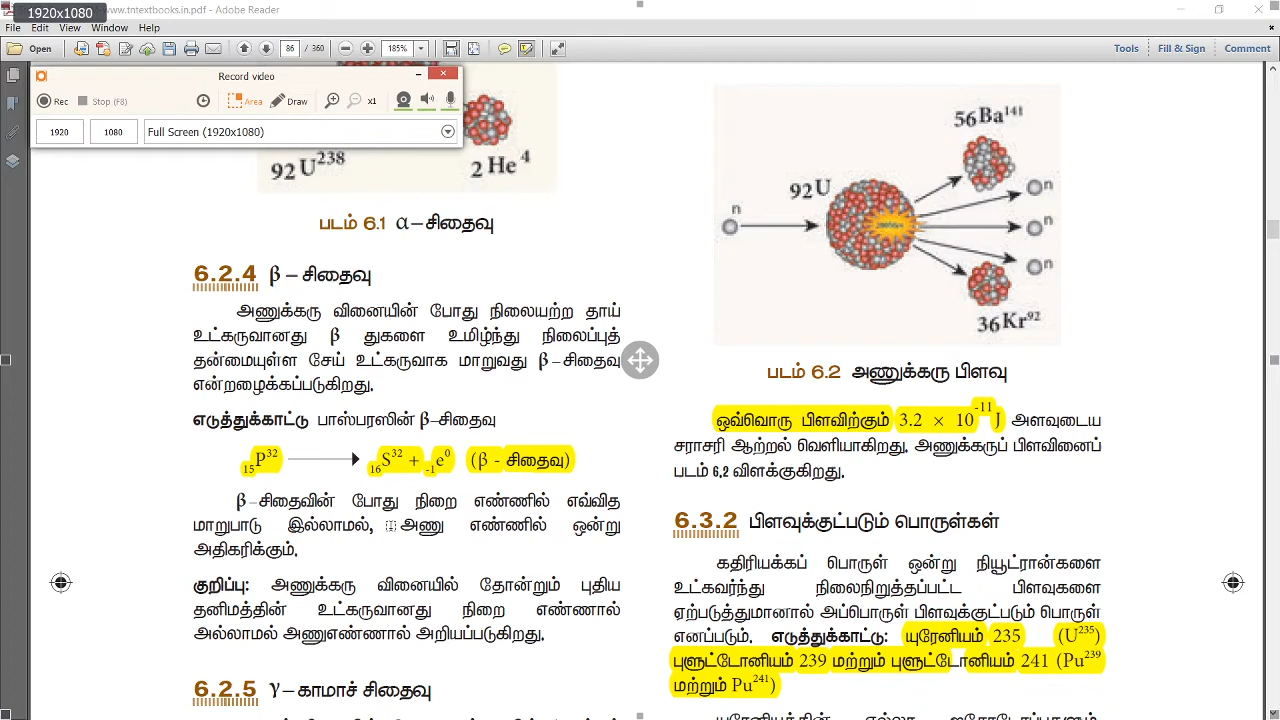 1920x1080
www.tntextbooks.in.pdf - Adobe Reader
File Edit View Window Help
Open 86 / 360 185% Tools Fill & Sign Comment
Record video
Rec Stop (F8) Area Draw x1
1920 1080 Full Screen (1920x1080)
92U238
2He4
படம் 6.1 α–சிதைவு
6.2.4 β – சிதைவு
அணுக்கரு வினையின் போது நிலையற்ற தாய்
உட்கருவானது β துகளை உமிழ்ந்து நிலைப்புத்
தன்மையுள்ள சேய் உட்கருவாக மாறுவது β – சிதைவு
என்றழைக்கப்படுகிறது.
எடுத்துக்காட்டு பாஸ்பரஸின் β–சிதைவு
15P32 → 16S32 + -1e0 (β - சிதைவு)
β–சிதைவின் போது நிறை எண்ணில் எவ்வித
மாறுபாடு இல்லாமல், அணு எண்ணில் ஒன்று
அதிகரிக்கும்.
குறிப்பு: அணுக்கரு வினையில் தோன்றும் புதிய
தனிமத்தின் உட்கருவானது நிறை எண்ணால்
அல்லாமல் அணுஎண்ணால் அறியப்படுகிறது.
6.2.5 γ – காமாச் சிதைவு
56Ba141
92U
n
n
n
n
36Kr92
படம் 6.2 அணுக்கரு பிளவு
ஒவ்வொரு பிளவிற்கும் 3.2 × 10-11J அளவுடைய
சராசரி ஆற்றல் வெளியாகிறது. அணுக்கருப் பிளவினைப்
படம் 6.2 விளக்குகிறது.
6.3.2 பிளவுக்குட்படும் பொருள்கள்
கதிரியக்கப் பொருள் ஒன்று நியூட்ரான்களை
உட்கவர்ந்து நிலைநிறுத்தப்பட்ட பிளவுகளை
ஏற்படுத்துமானால் அப்பொருள் பிளவுக்குட்படும் பொருள்
எனப்படும். எடுத்துக்காட்டு: யுரேனியம் 235 (U235)
புளுட்டோனியம் 239 மற்றும் புளுட்டோனியம் 241 (Pu239
மற்றும் Pu241)